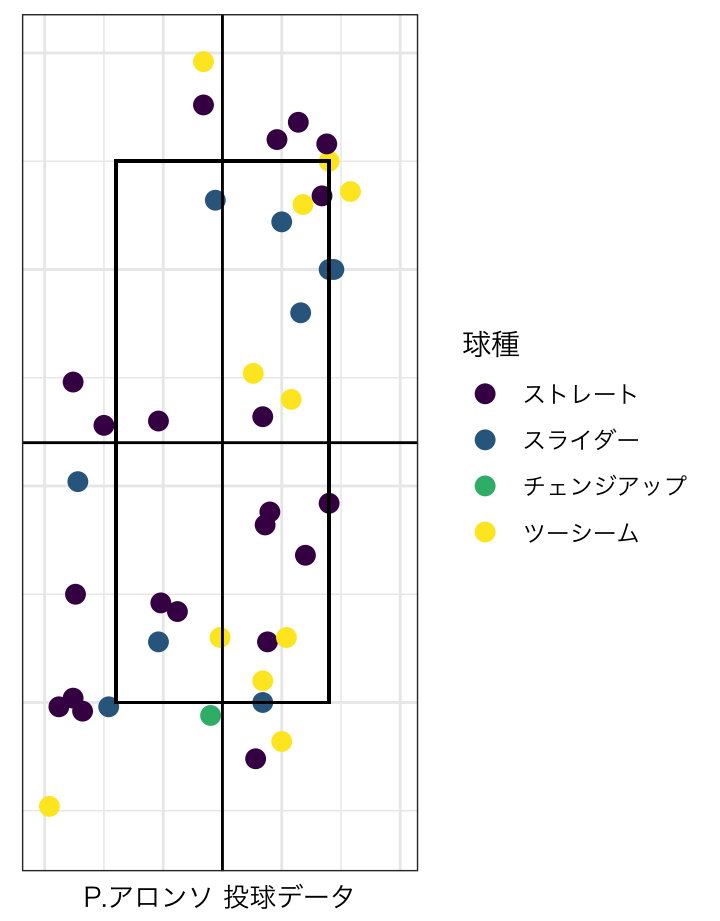 球種
ストレート
スライダー
チェンジアップ
ツーシーム
P.アロンソ 投球データ